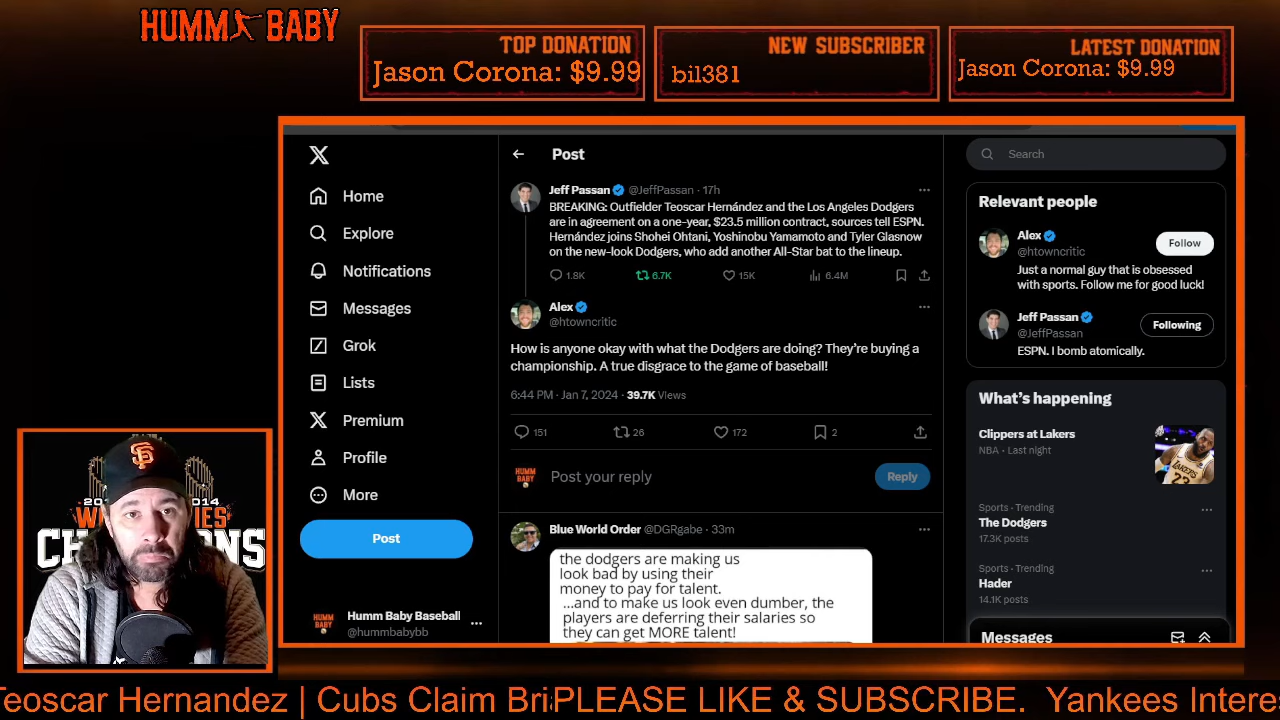 HUMM BABY
TOP DONATION
Jason Corona: $9.99
NEW SUBSCRIBER
bil381
LATEST DONATION
Jason Corona: $9.99
Home
Explore
Notifications
Messages
Grok
Lists
Premium
Profile
More
Post
Humm Baby Baseball
@hummbabybb
Post
Jeff Passan @JeffPassan · 17h
BREAKING: Outfielder Teoscar Hernández and the Los Angeles Dodgers
are in agreement on a one-year, $23.5 million contract, sources tell ESPN.
Hernández joins Shohei Ohtani, Yoshinobu Yamamoto and Tyler Glasnow
on the new-look Dodgers, who add another All-Star bat to the lineup.
1.8K 6.7K 15K 6.4M
Alex
@htowncritic
How is anyone okay with what the Dodgers are doing? They're buying a
championship. A true disgrace to the game of baseball!
6:44 PM · Jan 7, 2024 · 39.7K Views
151 26 172 2
HUMM BABY
Post your reply
Reply
Blue World Order @DGRgabe · 33m
the dodgers are making us
look bad by using their
money to pay for talent.
...and to make us look even dumber, the
players are deferring their salaries so
they can get MORE talent!
Search
Relevant people
Alex
@htowncritic
Follow
Just a normal guy that is obsessed
with sports. Follow me for good luck!
Jeff Passan
@JeffPassan
Following
ESPN. I bomb atomically.
What's happening
Clippers at Lakers
NBA · Last night
Sports · Trending
The Dodgers
17.3K posts
Sports · Trending
Hader
14.1K posts
Messages
SF
2014
Teoscar Hernandez | Cubs Claim Bri
PLEASE LIKE & SUBSCRIBE. Yankees Intere